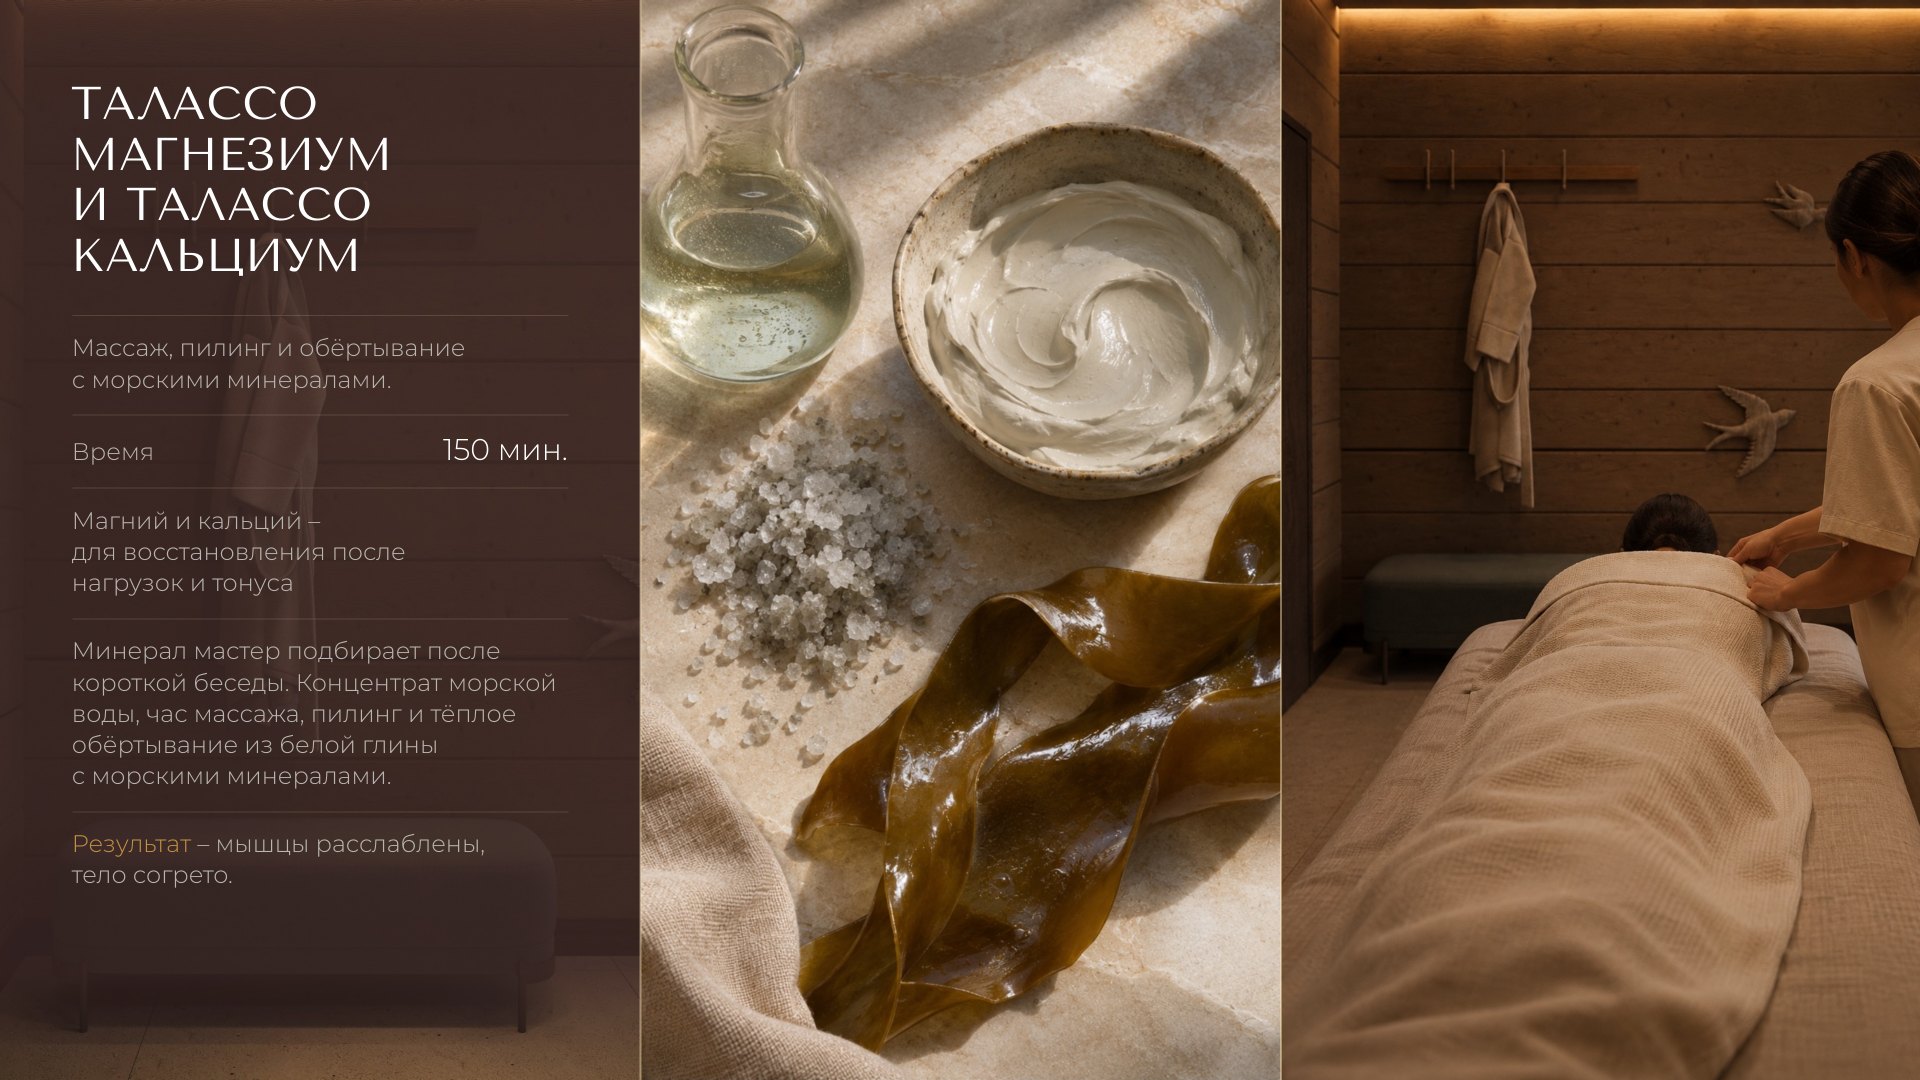 ТАЛАССО
МАГНЕЗИУМ
И ТАЛАССО
КАЛЬЦИУМ
Массаж, пилинг и обёртывание
с морскими минералами.
Время 150 мин.
Магний и кальций –
для восстановления после
нагрузок и тонуса
Минерал мастер подбирает после
короткой беседы. Концентрат морской
воды, час массажа, пилинг и тёплое
обёртывание из белой глины
с морскими минералами.
Результат – мышцы расслаблены,
тело согрето.